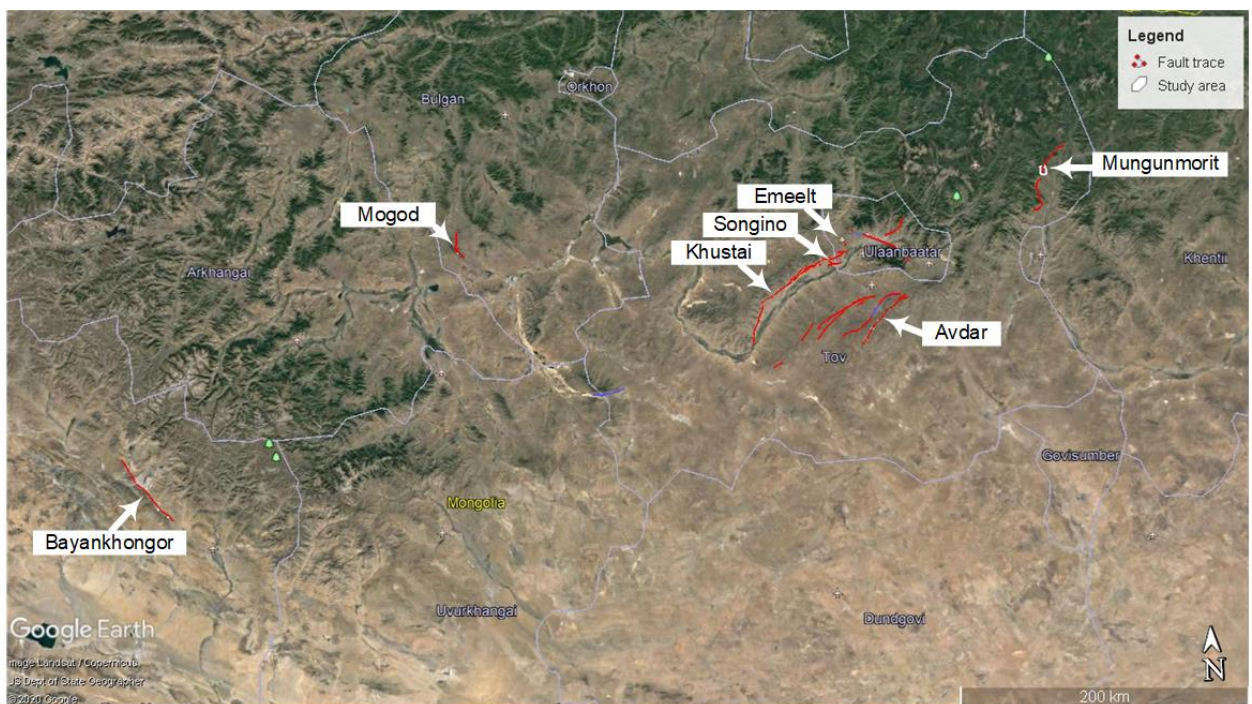 Legend
Fault trace
Study area
Orkhon
Bulgan
Mungunmorit
Emeelt
Mogod
Songino
Khustai
Ulaanbaatar
Khentii
Arkhangai
Avdar
Tov
Govisumber
Mongolia
Bayankhongor
Uvurkhangai
Dundgovi
Google Earth
mage Landsat / Copernicus
US Dept of State Geographer
©2020 Google
N
200 km